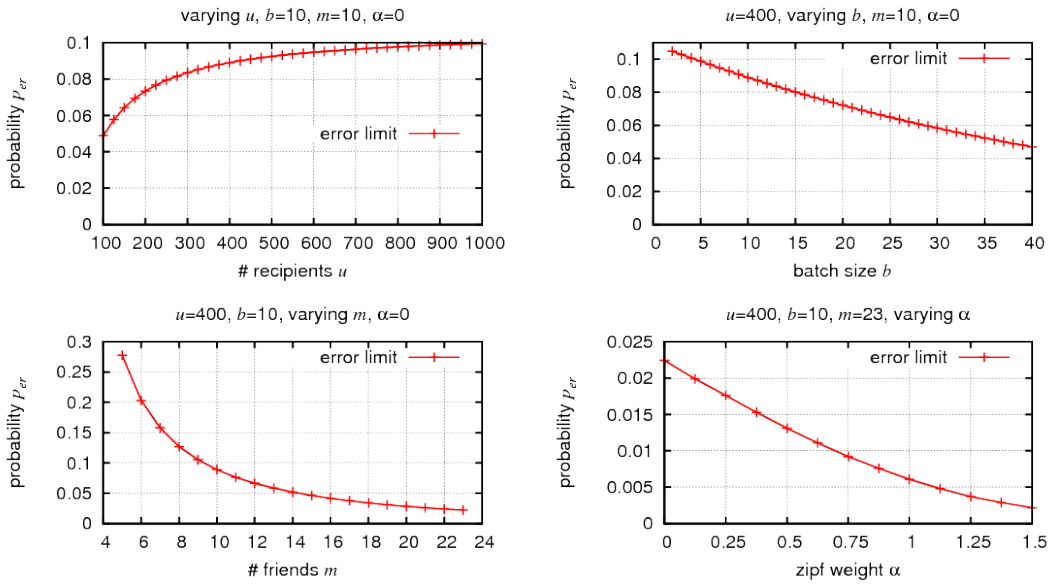 varying u, b=10, m=10, α=0
probability p_er
0.1
0.08
0.06
0.04
0.02
0
error limit
100 200 300 400 500 600 700 800 900 1000
# recipients u
u=400, varying b, m=10, α=0
probability p_er
0.1
0.08
0.06
0.04
0.02
0
error limit
0 5 10 15 20 25 30 35 40
batch size b
u=400, b=10, varying m, α=0
probability p_er
0.3
0.25
0.2
0.15
0.1
0.05
0
error limit
4 6 8 10 12 14 16 18 20 22 24
# friends m
u=400, b=10, m=23, varying α
probability p_er
0.025
0.02
0.015
0.01
0.005
0
error limit
0 0.25 0.5 0.75 1 1.25 1.5
zipf weight α